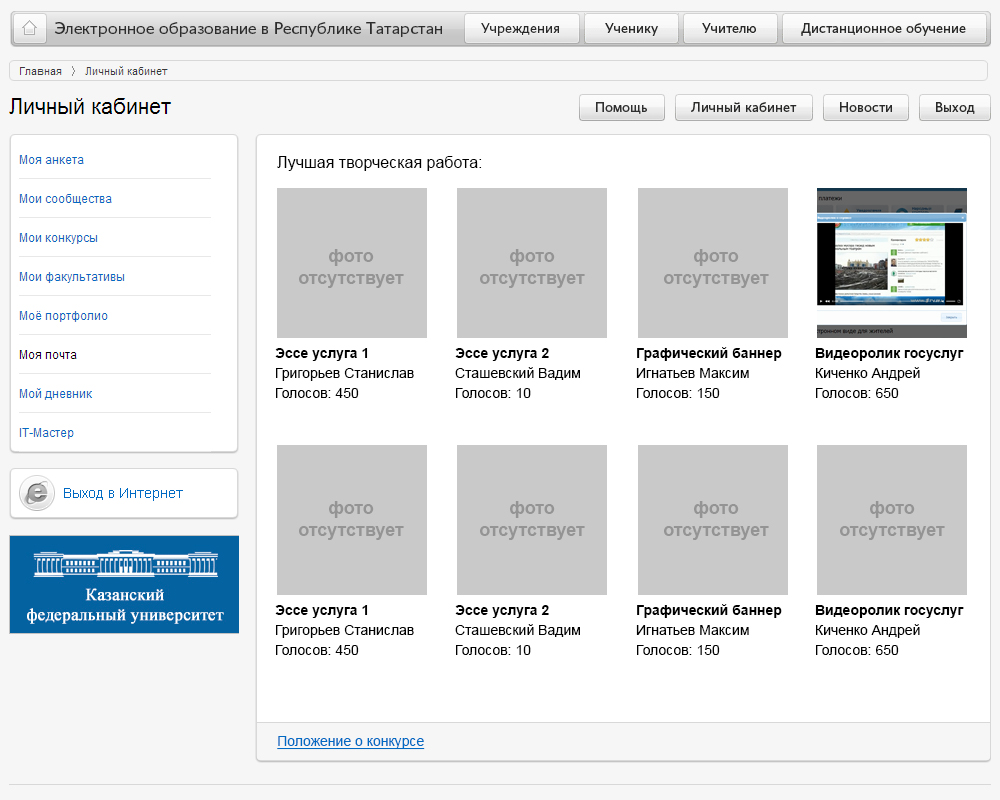 Электронное образование в Республике Татарстан
Учреждения
Ученику
Учителю
Дистанционное обучение
Главная
Личный кабинет
Личный кабинет
Помощь
Личный кабинет
Новости
Выход
Моя анкета
Мои сообщества
Мои конкурсы
Мои факультативы
Моё портфолио
Моя почта
Мой дневник
IT-Мастер
Выход в Интернет
Казанский
федеральный университет
Лучшая творческая работа:
фото
отсутствует
фото
отсутствует
фото
отсутствует
платежи
тронном виде для жителей
Эссе услуга 1
Григорьев Станислав
Голосов: 450
Эссе услуга 2
Сташевский Вадим
Голосов: 10
Графический баннер
Игнатьев Максим
Голосов: 150
Видеоролик госуслуг
Киченко Андрей
Голосов: 650
фото
отсутствует
фото
отсутствует
фото
отсутствует
фото
отсутствует
Эссе услуга 1
Григорьев Станислав
Голосов: 450
Эссе услуга 2
Сташевский Вадим
Голосов: 10
Графический баннер
Игнатьев Максим
Голосов: 150
Видеоролик госуслуг
Киченко Андрей
Голосов: 650
Положение о конкурсе